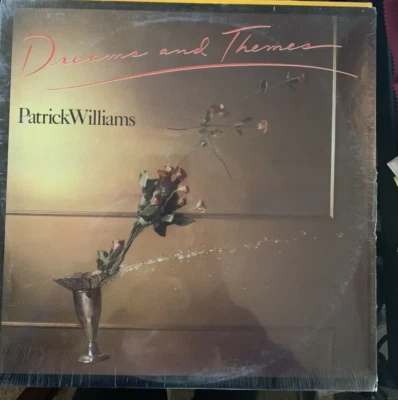 Dreams and Themes
PatrickWilliams